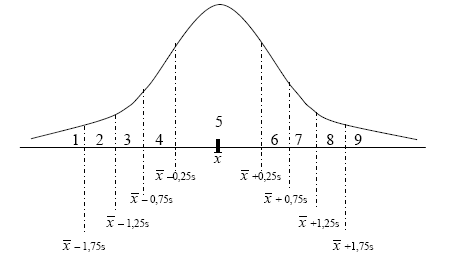 5
1 2 3 4 6 7 8 9
x̅
x̅ –0,25s x̅ +0,25s
x̅ – 0,75s x̅ + 0,75s
x̅ – 1,25s x̅ +1,25s
x̅ – 1,75s x̅ +1,75s